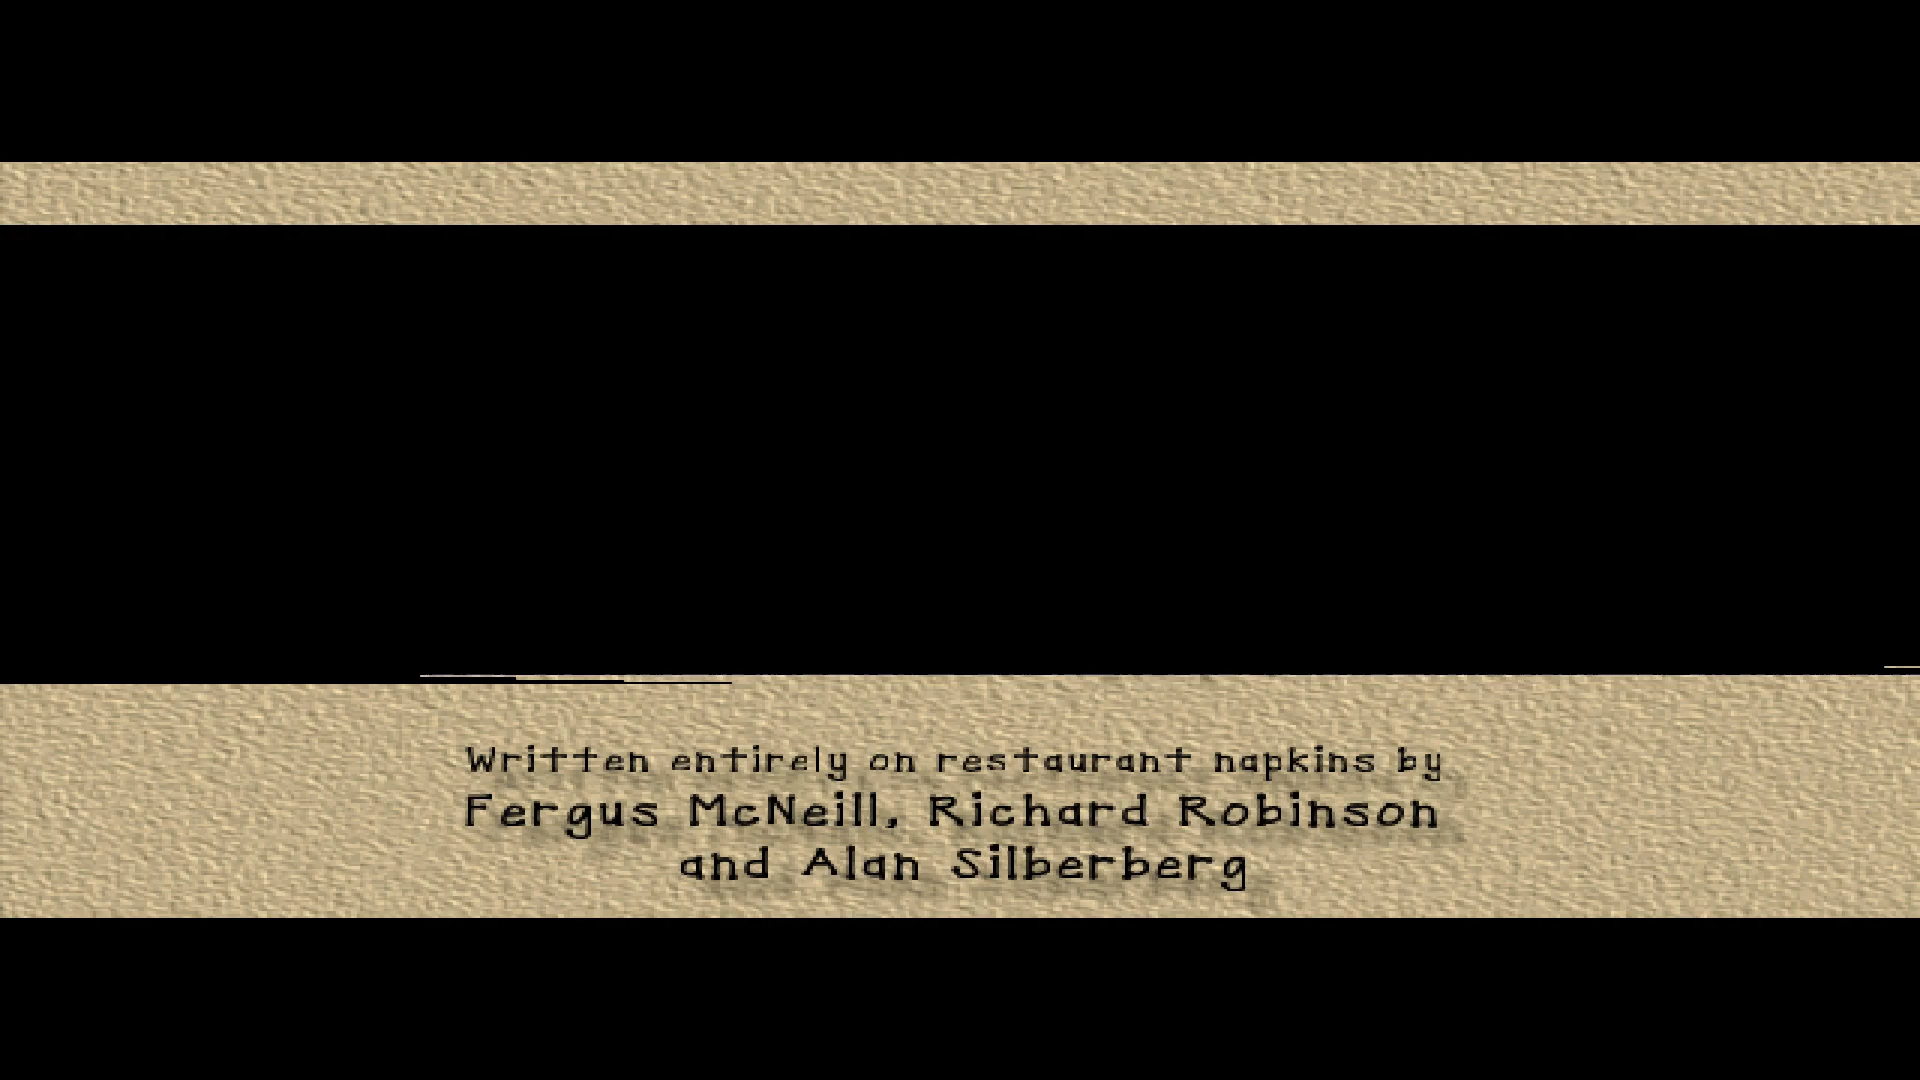 Written entirely on restaurant napkins by
Fergus McNeill, Richard Robinson
and Alan Silberberg